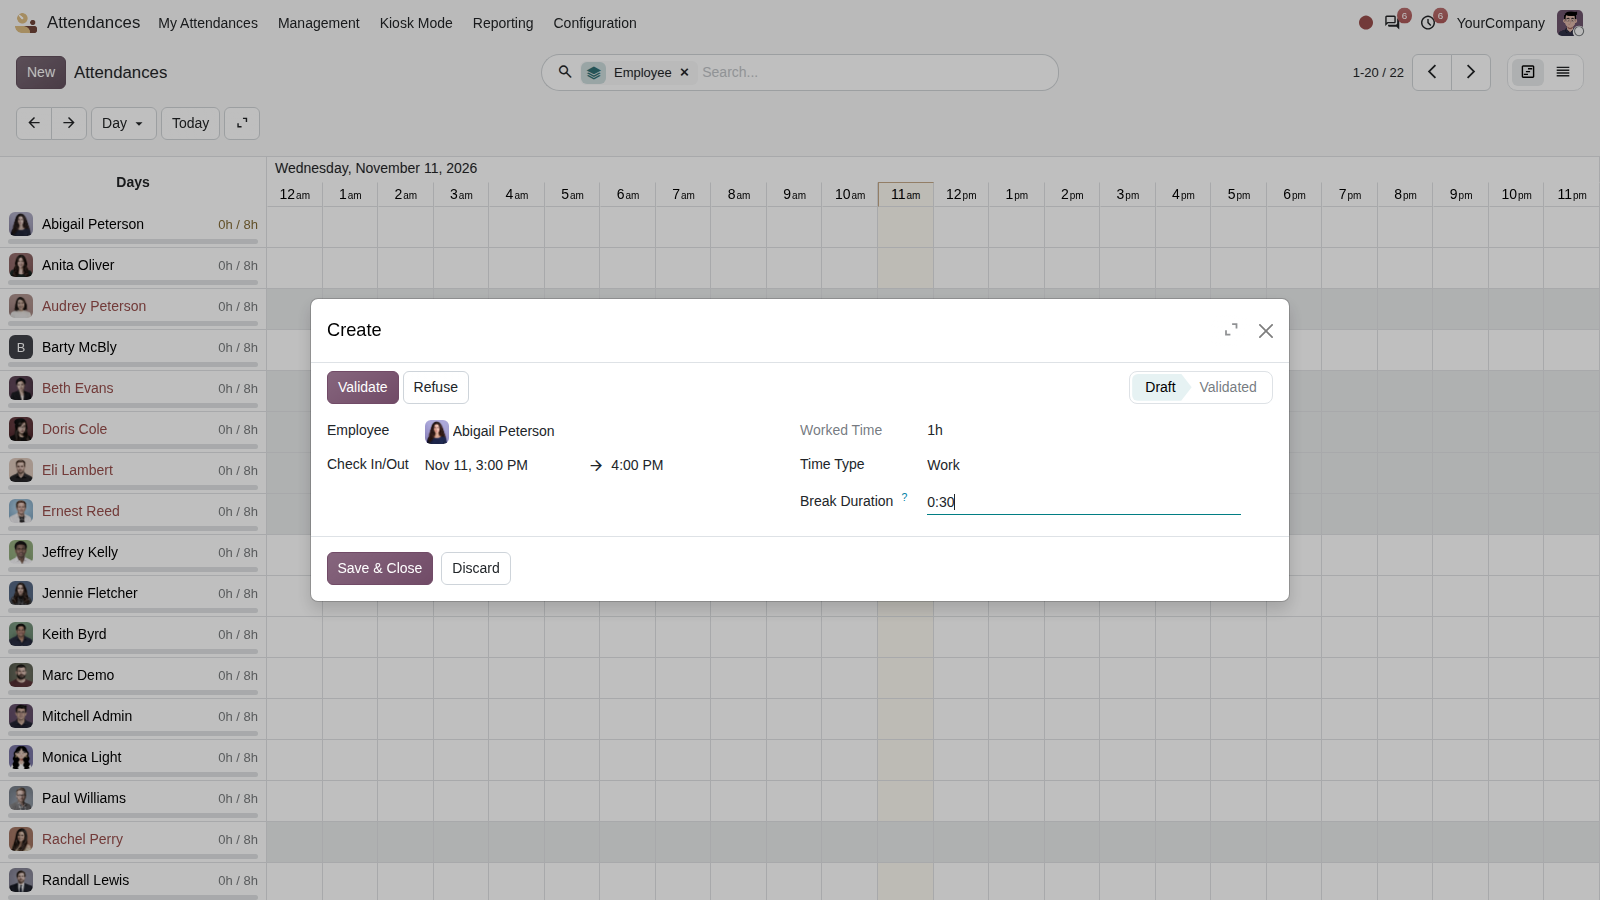 Attendances My Attendances Management Kiosk Mode Reporting Configuration 6 6 YourCompany
New Attendances Employee Search... 1-20 / 22
Day Today
Wednesday, November 11, 2026
Days
12am 1am 2am 3am 4am 5am 6am 7am 8am 9am 10am 11am 12pm 1pm 2pm 3pm 4pm 5pm 6pm 7pm 8pm 9pm 10pm 11pm
Abigail Peterson 0h / 8h
Anita Oliver 0h / 8h
Audrey Peterson 0h / 8h
B Barty McBly 0h / 8h
Beth Evans 0h / 8h
Doris Cole 0h / 8h
Eli Lambert 0h / 8h
Ernest Reed 0h / 8h
Jeffrey Kelly 0h / 8h
Jennie Fletcher 0h / 8h
Keith Byrd 0h / 8h
Marc Demo 0h / 8h
Mitchell Admin 0h / 8h
Monica Light 0h / 8h
Paul Williams 0h / 8h
Rachel Perry 0h / 8h
Randall Lewis 0h / 8h
Create
Validate Refuse Draft Validated
Employee Abigail Peterson Worked Time 1h
Check In/Out Nov 11, 3:00 PM 4:00 PM Time Type Work
Break Duration ? 0:30
Save & Close Discard